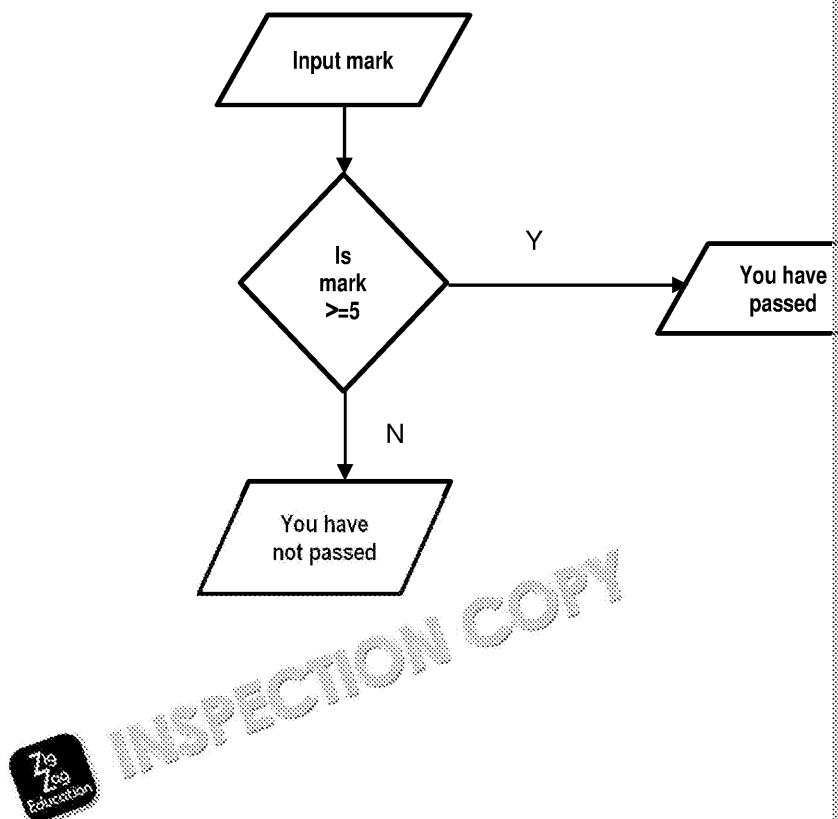 Input mark
Is
mark
>=5
Y
You have
passed
N
You have
not passed
INSPECTION COPY
Zig
Zag
Education